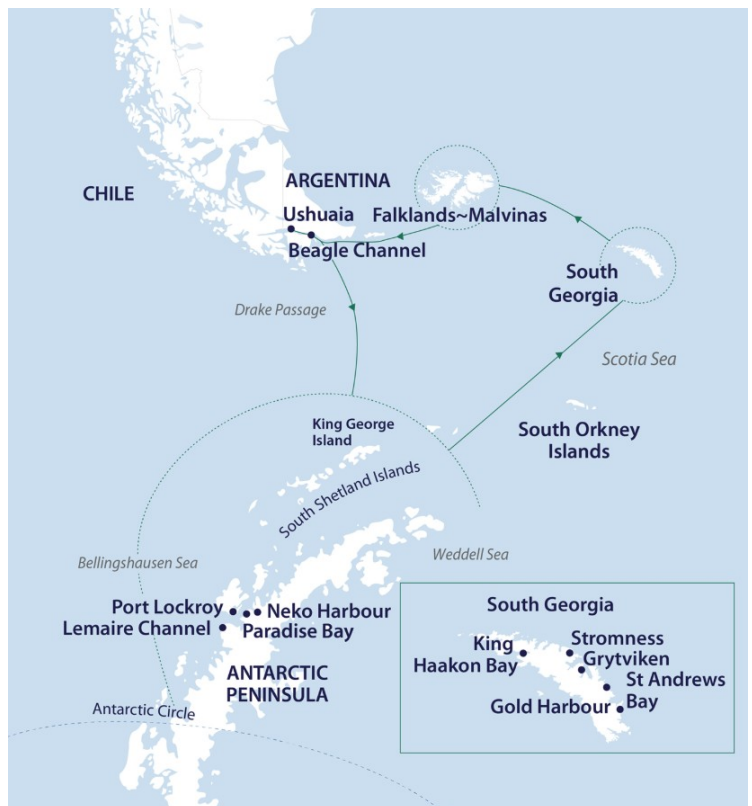 CHILE
ARGENTINA
Ushuaia
Beagle Channel
Falklands~Malvinas
South
Georgia
Drake Passage
Scotia Sea
King George
Island
South Shetland Islands
South Orkney
Islands
Bellingshausen Sea
Weddell Sea
Port Lockroy
Neko Harbour
Lemaire Channel
Paradise Bay
ANTARCTIC
PENINSULA
Antarctic Circle
South Georgia
King
Haakon Bay
Stromness
Grytviken
St Andrews
Bay
Gold Harbour